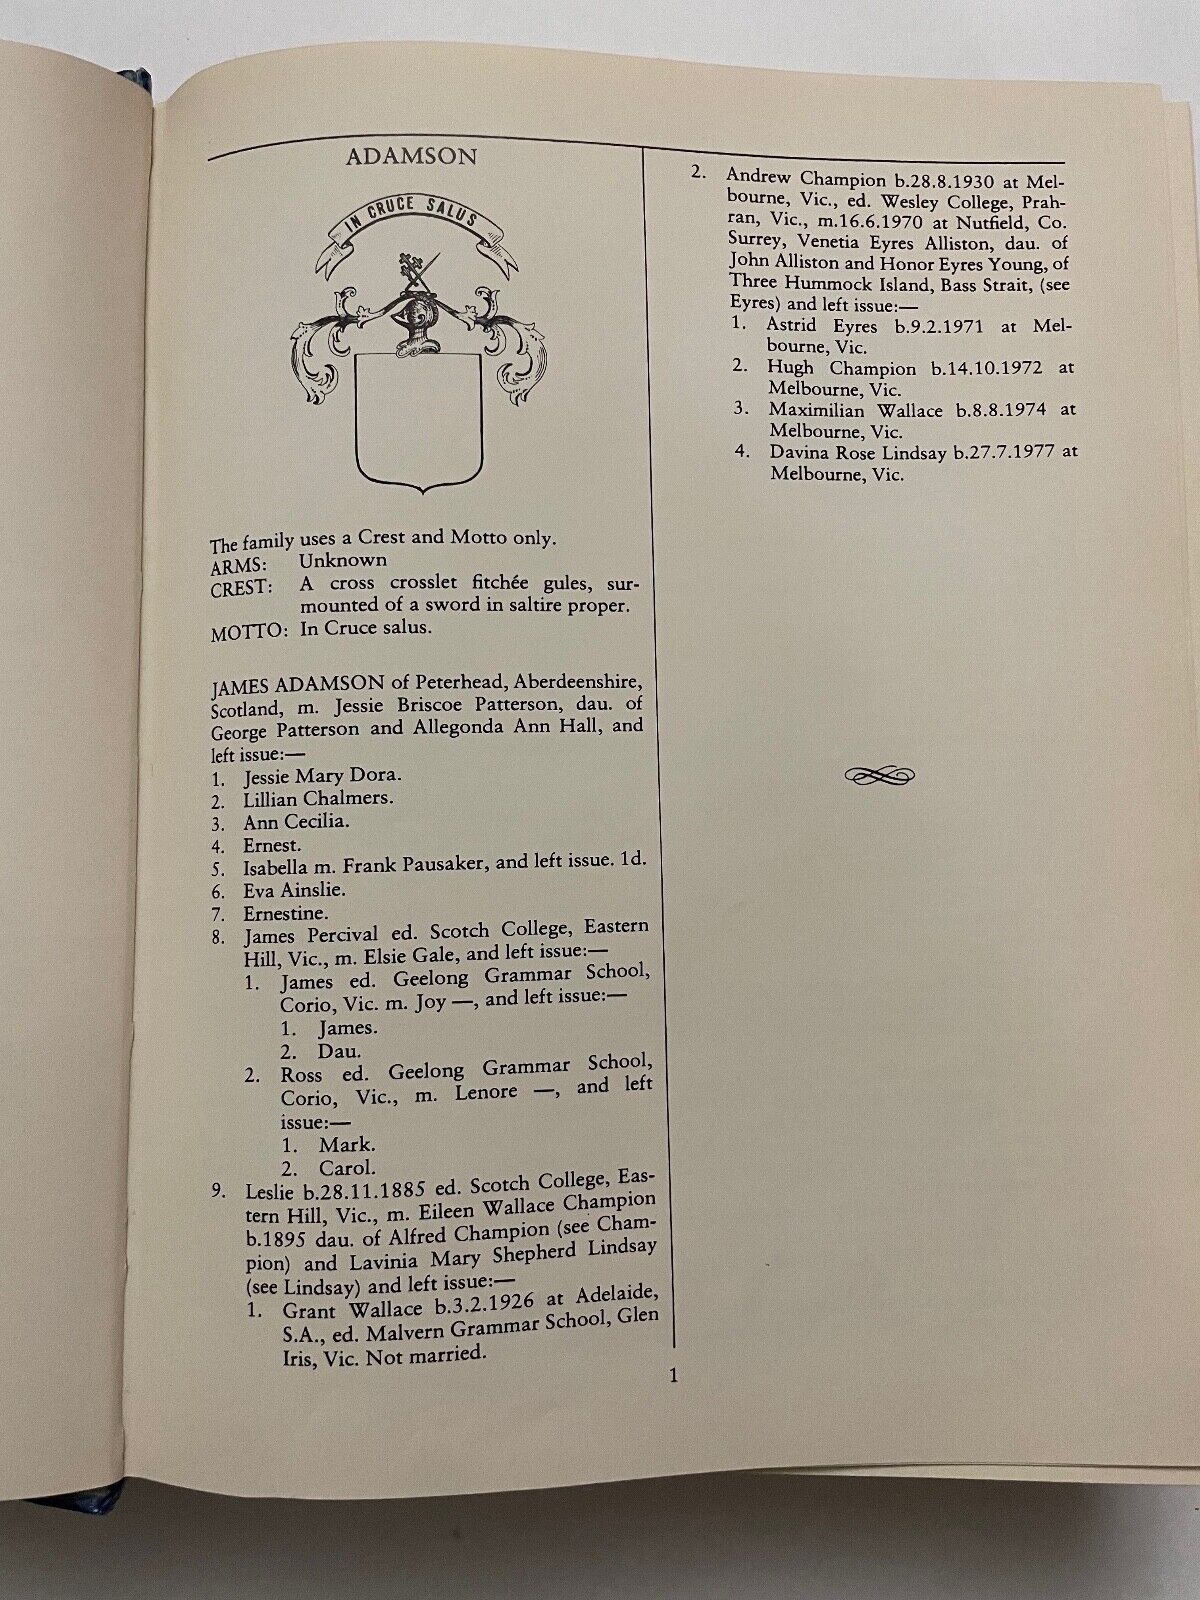 ADAMSON
IN CRUCE SALUS
The family uses a Crest and Motto only.
ARMS: Unknown
CREST: A cross crosslet fitchée gules, sur-
mounted of a sword in saltire proper.
MOTTO: In Cruce salus.
JAMES ADAMSON of Peterhead, Aberdeenshire,
Scotland, m. Jessie Briscoe Patterson, dau. of
George Patterson and Allegonda Ann Hall, and
left issue:—
1. Jessie Mary Dora.
2. Lillian Chalmers.
3. Ann Cecilia.
4. Ernest.
5. Isabella m. Frank Pausaker, and left issue. 1d.
6. Eva Ainslie.
7. Ernestine.
8. James Percival ed. Scotch College, Eastern
Hill, Vic., m. Elsie Gale, and left issue:—
1. James ed. Geelong Grammar School,
Corio, Vic. m. Joy —, and left issue:—
1. James.
2. Dau.
2. Ross ed. Geelong Grammar School,
Corio, Vic., m. Lenore —, and left
issue:—
1. Mark.
2. Carol.
9. Leslie b.28.11.1885 ed. Scotch College, Eas-
tern Hill, Vic., m. Eileen Wallace Champion
b.1895 dau. of Alfred Champion (see Cham-
pion) and Lavinia Mary Shepherd Lindsay
(see Lindsay) and left issue:—
1. Grant Wallace b.3.2.1926 at Adelaide,
S.A., ed. Malvern Grammar School, Glen
Iris, Vic. Not married.
2. Andrew Champion b.28.8.1930 at Mel-
bourne, Vic., ed. Wesley College, Prah-
ran, Vic., m.16.6.1970 at Nutfield, Co.
Surrey, Venetia Eyres Alliston, dau. of
John Alliston and Honor Eyres Young, of
Three Hummock Island, Bass Strait, (see
Eyres) and left issue:—
1. Astrid Eyres b.9.2.1971 at Mel-
bourne, Vic.
2. Hugh Champion b.14.10.1972 at
Melbourne, Vic.
3. Maximilian Wallace b.8.8.1974 at
Melbourne, Vic.
4. Davina Rose Lindsay b.27.7.1977 at
Melbourne, Vic.
1